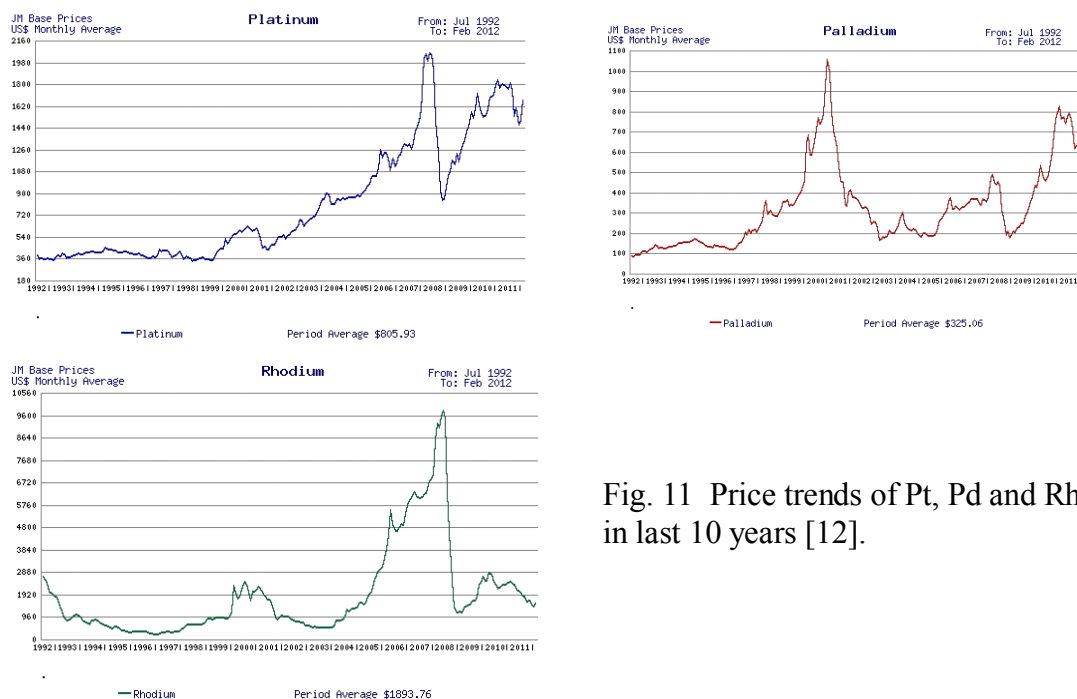 JM Base Prices
US$ Monthly Average
Platinum
From: Jul 1992
To: Feb 2012
2160
1980
1800
1620
1440
1260
1080
900
720
540
360
180
1992|1993|1994|1995|1996|1997|1998|1999|2000|2001|2002|2003|2004|2005|2006|2007|2008|2009|2010|2011|
Platinum Period Average $805.93
JM Base Prices
US$ Monthly Average
Palladium
From: Jul 1992
To: Feb 2012
1100
1000
900
800
700
600
500
400
300
200
100
0
1992|1993|1994|1995|1996|1997|1998|1999|2000|2001|2002|2003|2004|2005|2006|2007|2008|2009|2010|2011
Palladium Period Average $325.06
JM Base Prices
US$ Monthly Average
Rhodium
From: Jul 1992
To: Feb 2012
10560
9600
8640
7680
6720
5760
4800
3840
2880
1920
960
0
1992|1993|1994|1995|1996|1997|1998|1999|2000|2001|2002|2003|2004|2005|2006|2007|2008|2009|2010|2011|
Rhodium Period Average $1893.76
Fig. 11 Price trends of Pt, Pd and Rh
in last 10 years [12].